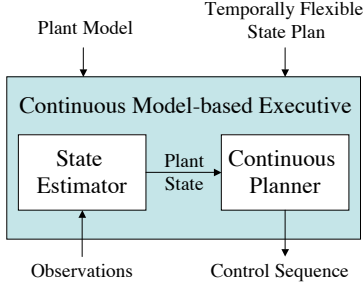 Plant Model
Temporally Flexible
State Plan
Continuous Model-based Executive
State
Estimator
Plant
State
Continuous
Planner
Observations
Control Sequence